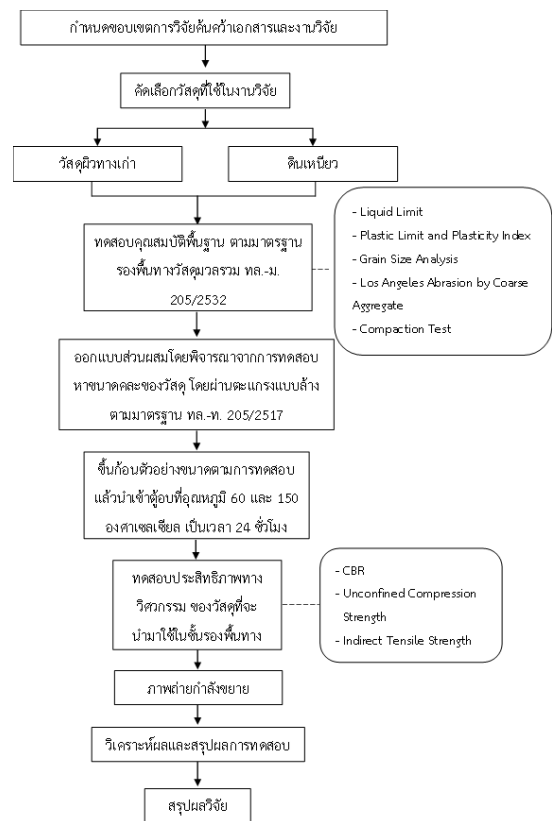 กำหนดขอบเขตการวิจัยค้นคว้าเอกสารและงานวิจัย
คัดเลือกวัสดุที่ใช้ในงานวิจัย
วัสดุผิวทางเก่า
ดินเหนียว
ทดสอบคุณสมบัติพื้นฐาน ตามมาตรฐาน
รองพื้นทางวัสดุมวลรวม ทล.-ม.
205/2532
- Liquid Limit
- Plastic Limit and Plasticity Index
- Grain Size Analysis
- Los Angeles Abrasion by Coarse
Aggregate
- Compaction Test
ออกแบบส่วนผสมโดยพิจารณาจากการทดสอบ
หาขนาดคละของวัสดุ โดยผ่านตะแกรงแบบล้าง
ตามมาตรฐาน ทล.-ท. 205/2517
ขึ้นก้อนตัวอย่างขนาดตามการทดสอบ
แล้วนำเข้าตู้อบที่อุณหภูมิ 60 และ 150
องศาเซลเซียล เป็นเวลา 24 ชั่วโมง
ทดสอบประสิทธิภาพทาง
วิศวกรรม ของวัสดุที่จะ
นำมาใช้ในชั้นรองพื้นทาง
- CBR
- Unconfined Compression
Strength
- Indirect Tensile Strength
ภาพถ่ายกำลังขยาย
วิเคราะห์ผลและสรุปผลการทดสอบ
สรุปผลวิจัย